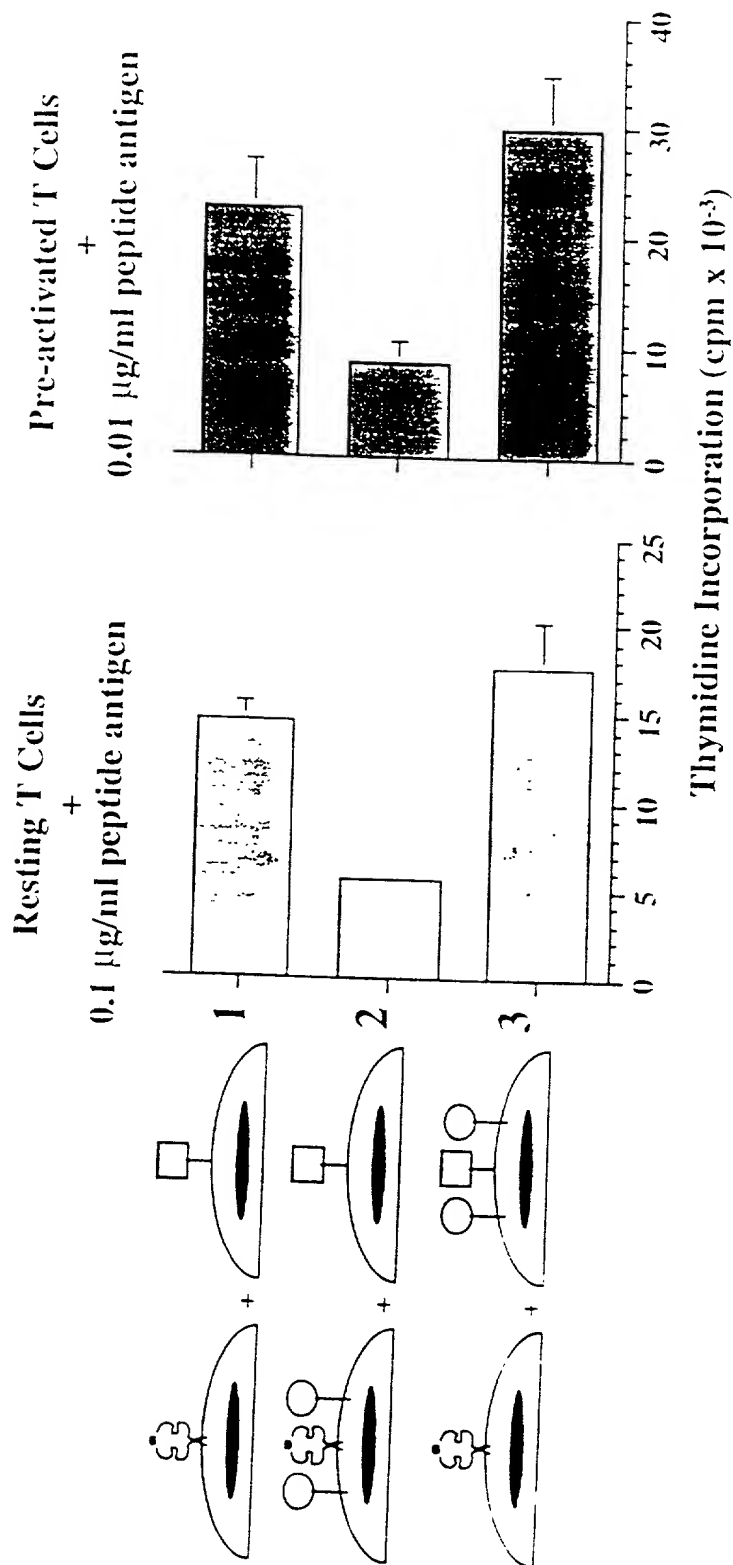 Resting T Cells
+
0.1 µg/ml peptide antigen
Pre-activated T Cells
+
0.01 µg/ml peptide antigen
+
1
+
2
+
3
0 5 10 15 20 25
0 10 20 30 40
Thymidine Incorporation (cpm x 10-3)